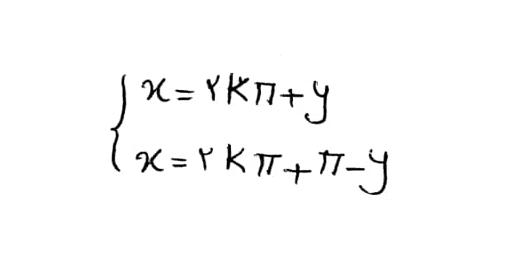 x = ۲kπ + y
x = ۲kπ + π − y